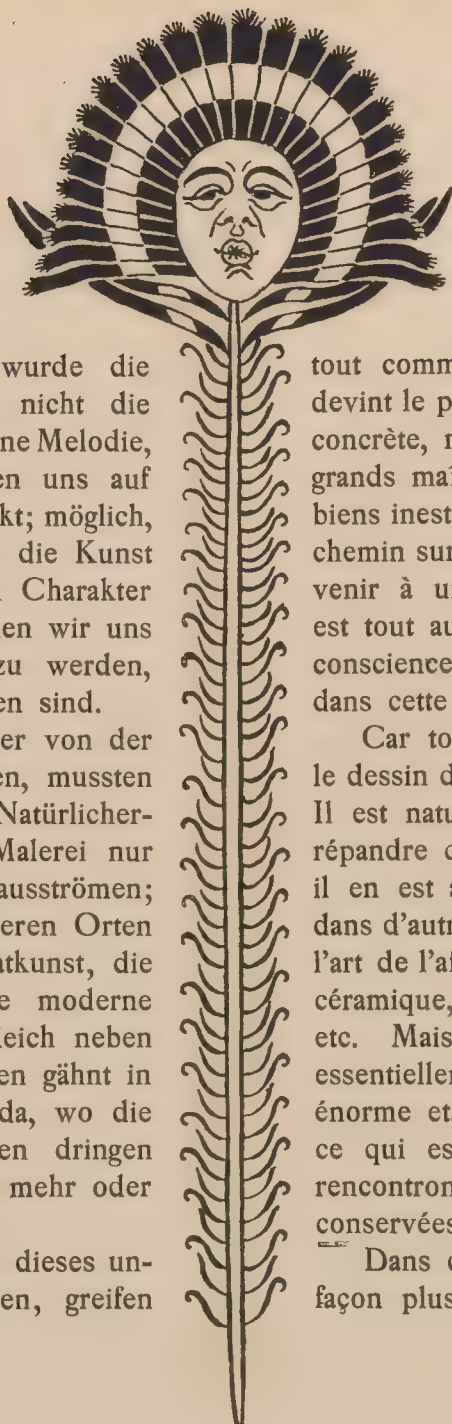 wurde die
nicht die
ne Melodie,
en uns auf
kt; möglich,
die Kunst
Charakter
en wir uns
zu werden,
en sind.
er von der
en, mussten
Natürlicher-
Malerei nur
ausströmen;
eren Orten
atkunst, die
e moderne
eich neben
en gähnt in
da, wo die
en dringen
mehr oder
dieses un-
en, greifen
tout comm
devint le p
concrète, n
grands maî
biens inest
chemin sur
venir à u
est tout au
conscience
dans cette
Car to
le dessin d
Il est natu
répandre d
il en est a
dans d'autr
l'art de l'af
céramique,
etc. Mais
essentieller
énorme et
ce qui es
rencontron
conservées
Dans c
façon plus